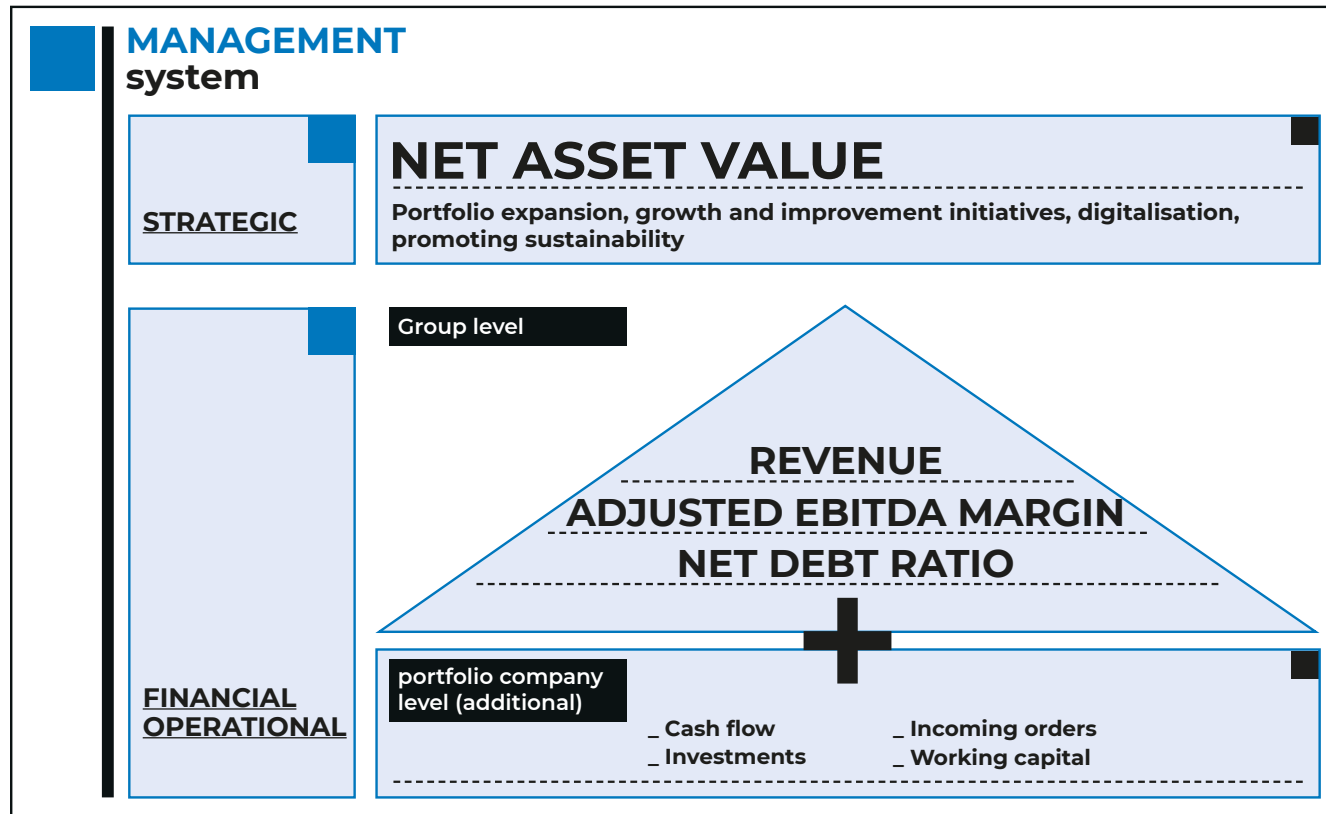 MANAGEMENT
system
STRATEGIC
NET ASSET VALUE
Portfolio expansion, growth and improvement initiatives, digitalisation,
promoting sustainability
FINANCIAL
OPERATIONAL
Group level
REVENUE
ADJUSTED EBITDA MARGIN
NET DEBT RATIO
+
portfolio company
level (additional)
_ Cash flow
_ Investments
_ Incoming orders
_ Working capital